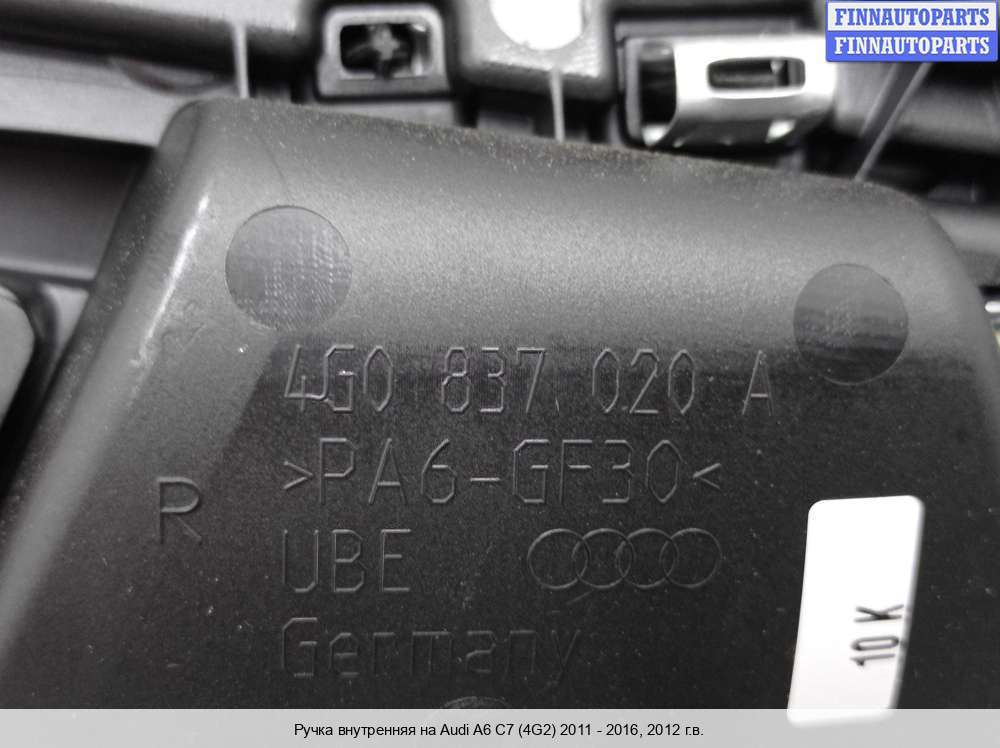 FINNAUTOPARTS
FINNAUTOPARTS
4G0 837 020 A
>PA6-GF30<
R
UBE
Germany
10 K
Ручка внутренняя на Audi A6 C7 (4G2) 2011 - 2016, 2012 г.в.